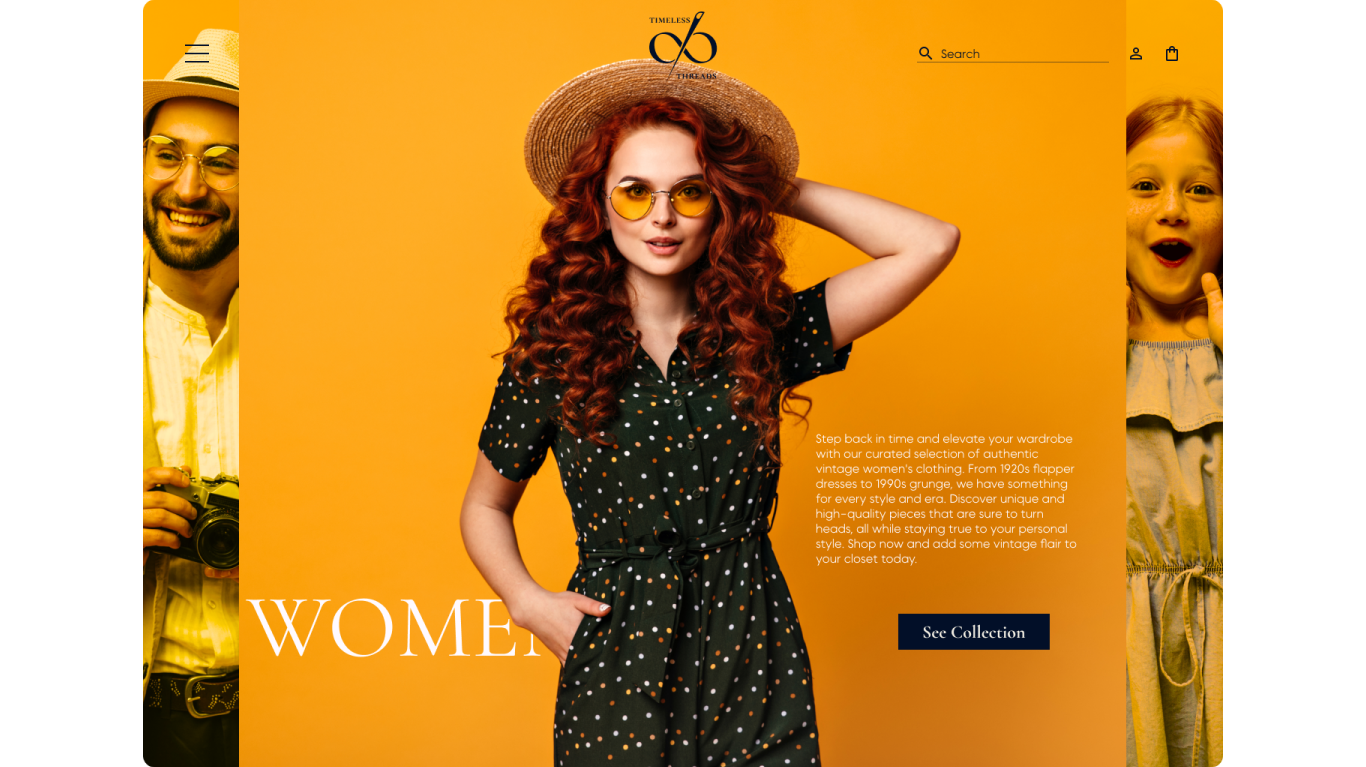 TIMELESS
THREADS
Search
Step back in time and elevate your wardrobe
with our curated selection of authentic
vintage women's clothing. From 1920s flapper
dresses to 1990s grunge, we have something
for every style and era. Discover unique and
high-quality pieces that are sure to turn
heads, all while staying true to your personal
style. Shop now and add some vintage flair to
your closet today.
WOMEN
See Collection